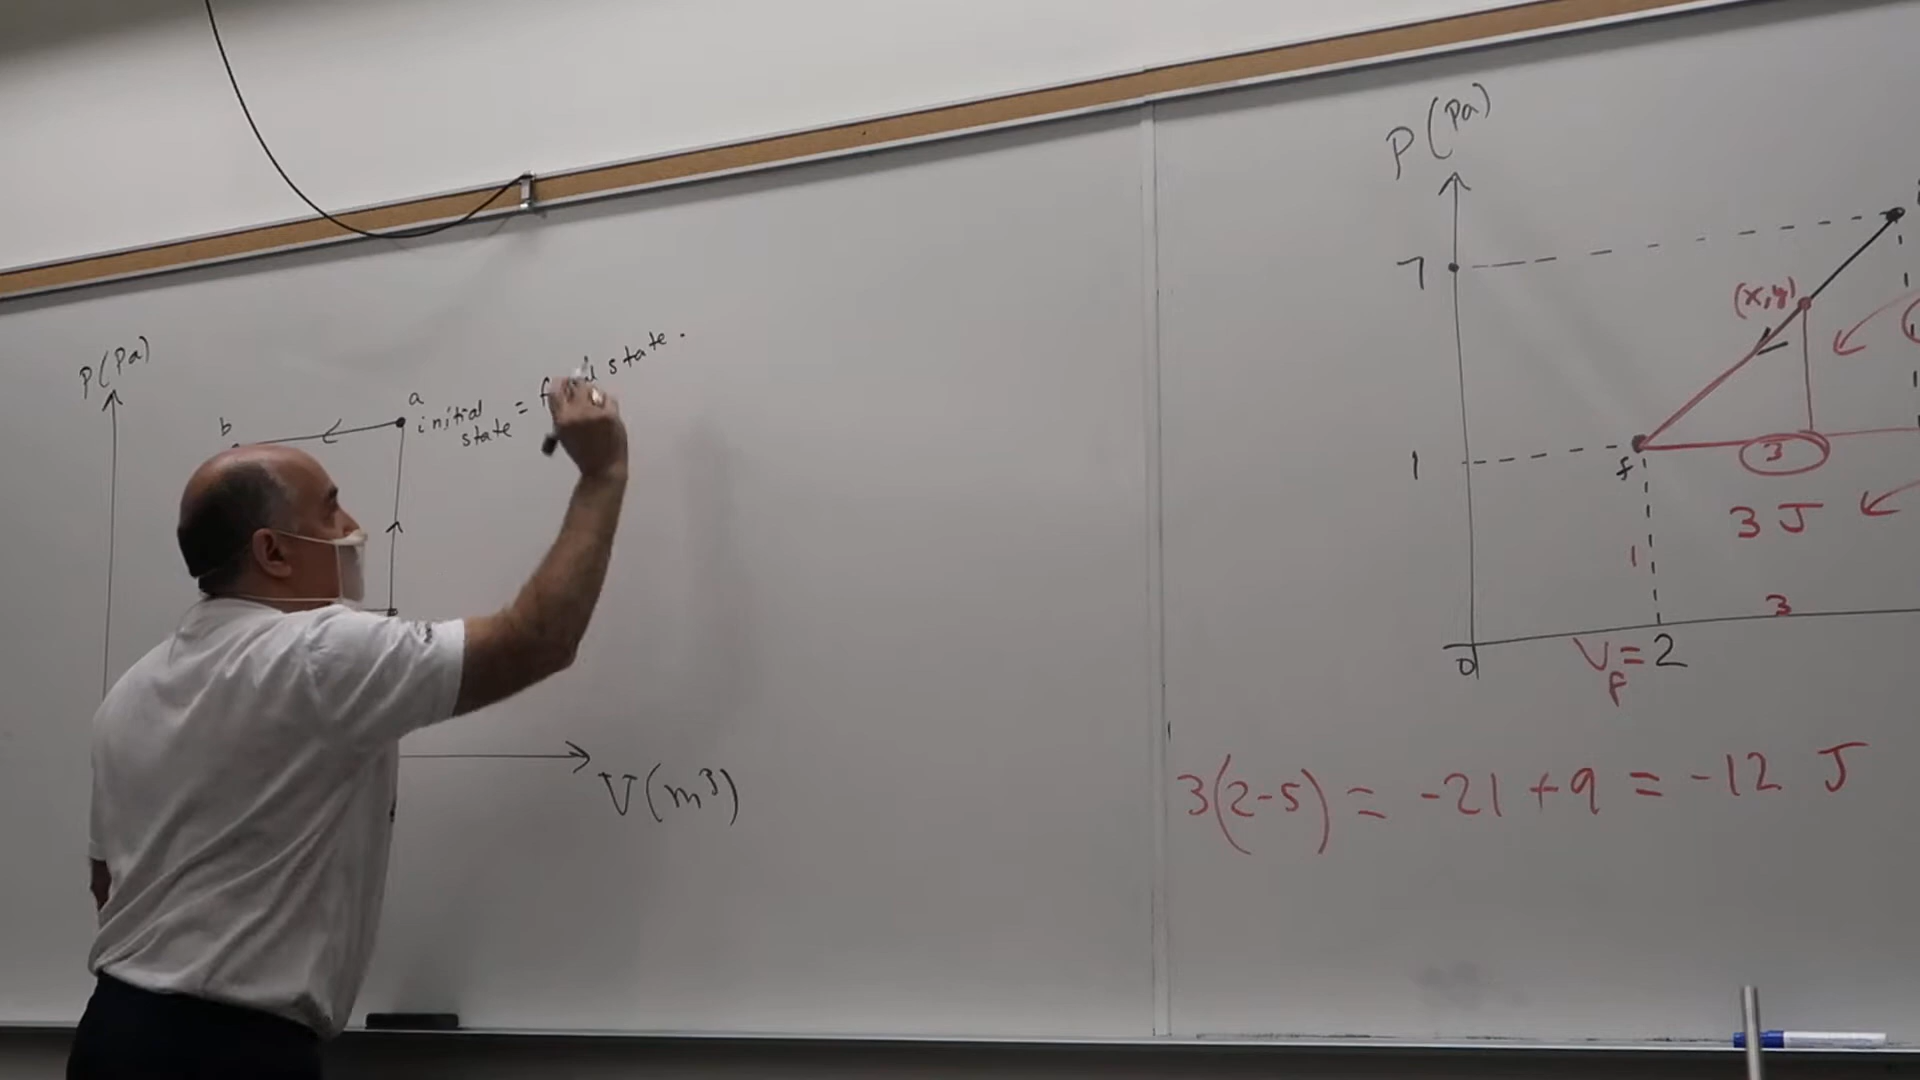 P(Pa)
b
a
initial
state = final state.
V(m³)
P(Pa)
7
(x,y)
1
f
3
3 J
1
3
0
V_f = 2
3(2-5) = -21 + 9 = -12 J